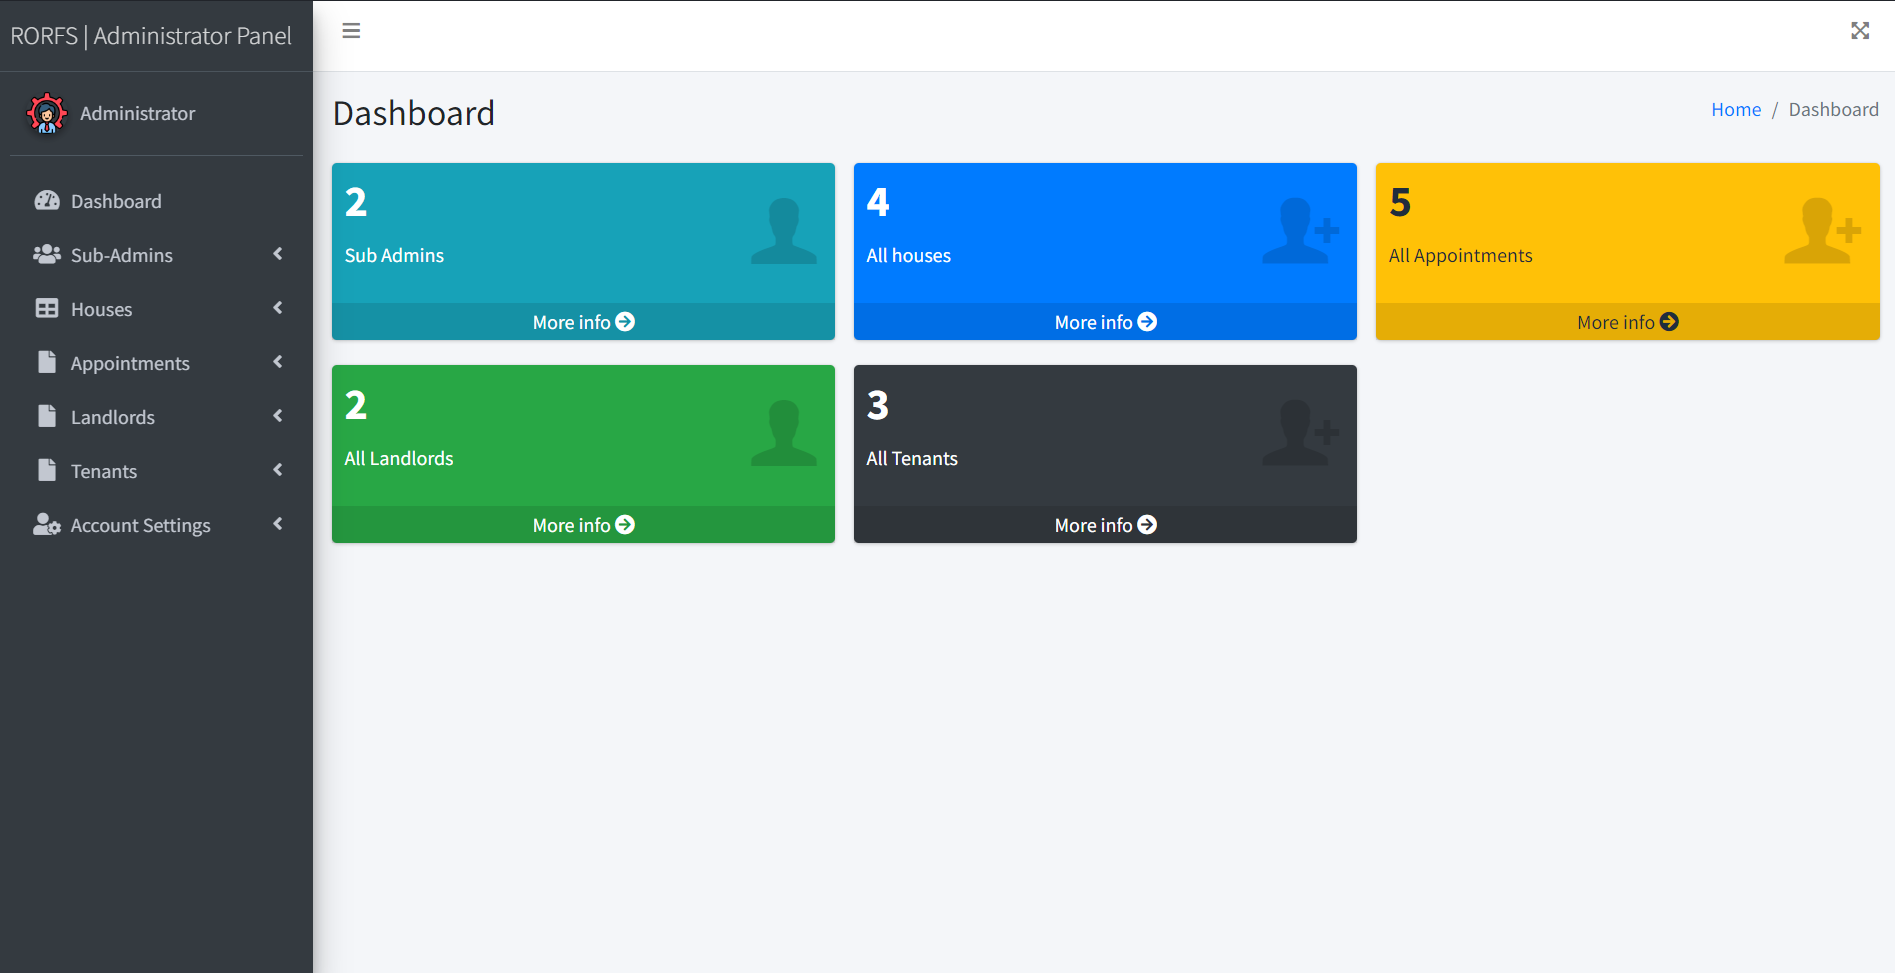 RORFS | Administrator Panel
Administrator
Dashboard
Sub-Admins
Houses
Appointments
Landlords
Tenants
Account Settings
Dashboard
Home / Dashboard
2
Sub Admins
More info
4
All houses
More info
5
All Appointments
More info
2
All Landlords
More info
3
All Tenants
More info